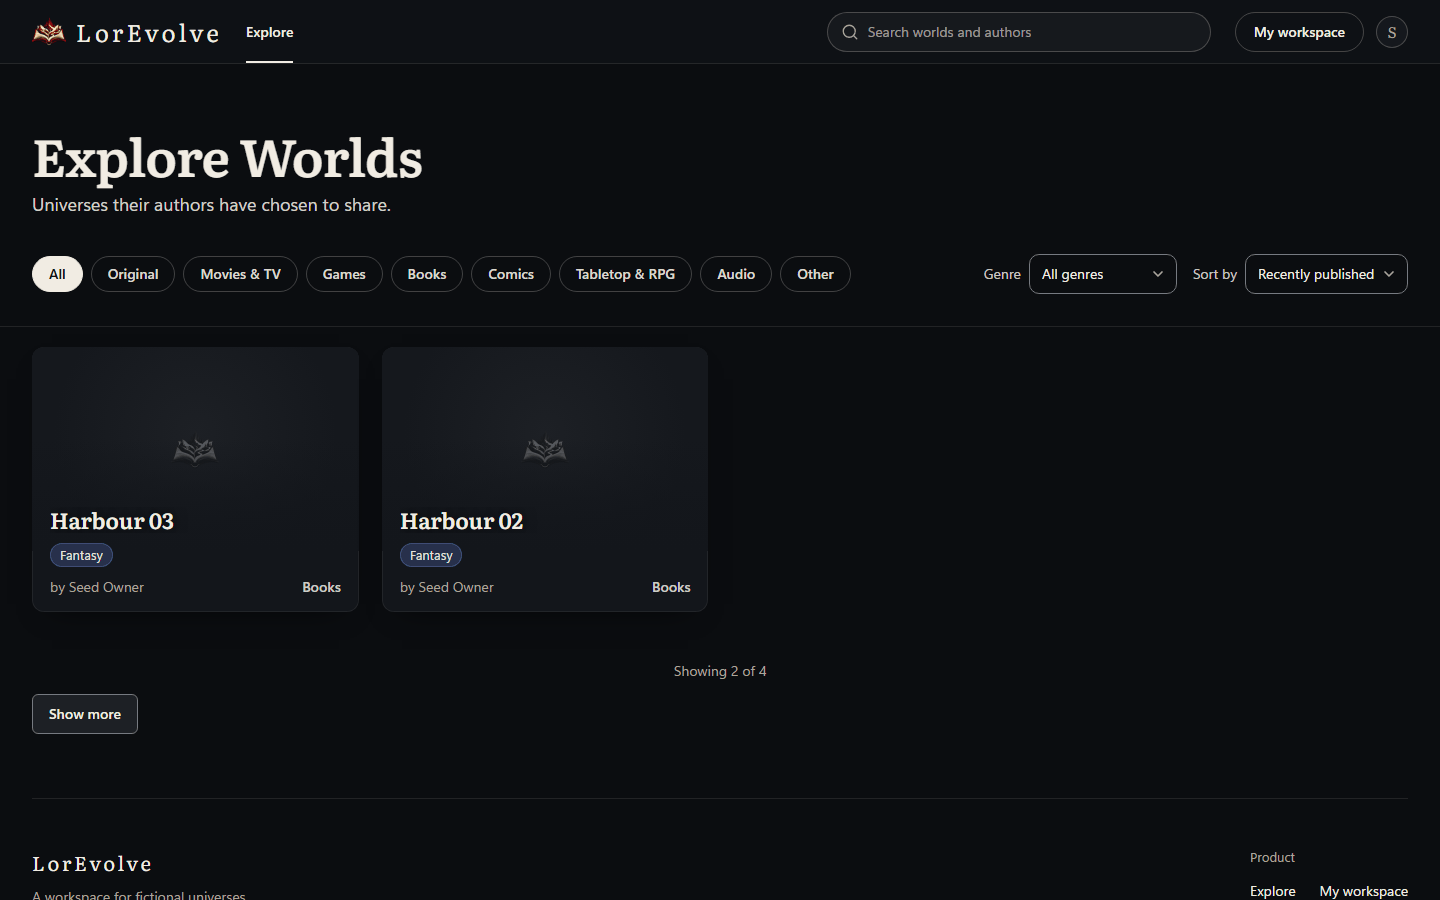 LorEvolve
Explore
Search worlds and authors
My workspace
S
Explore Worlds
Universes their authors have chosen to share.
All
Original
Movies & TV
Games
Books
Comics
Tabletop & RPG
Audio
Other
Genre
All genres
Sort by
Recently published
Harbour 03
Fantasy
by Seed Owner
Books
Harbour 02
Fantasy
by Seed Owner
Books
Showing 2 of 4
Show more
LorEvolve
A workspace for fictional universes
Product
Explore
My workspace